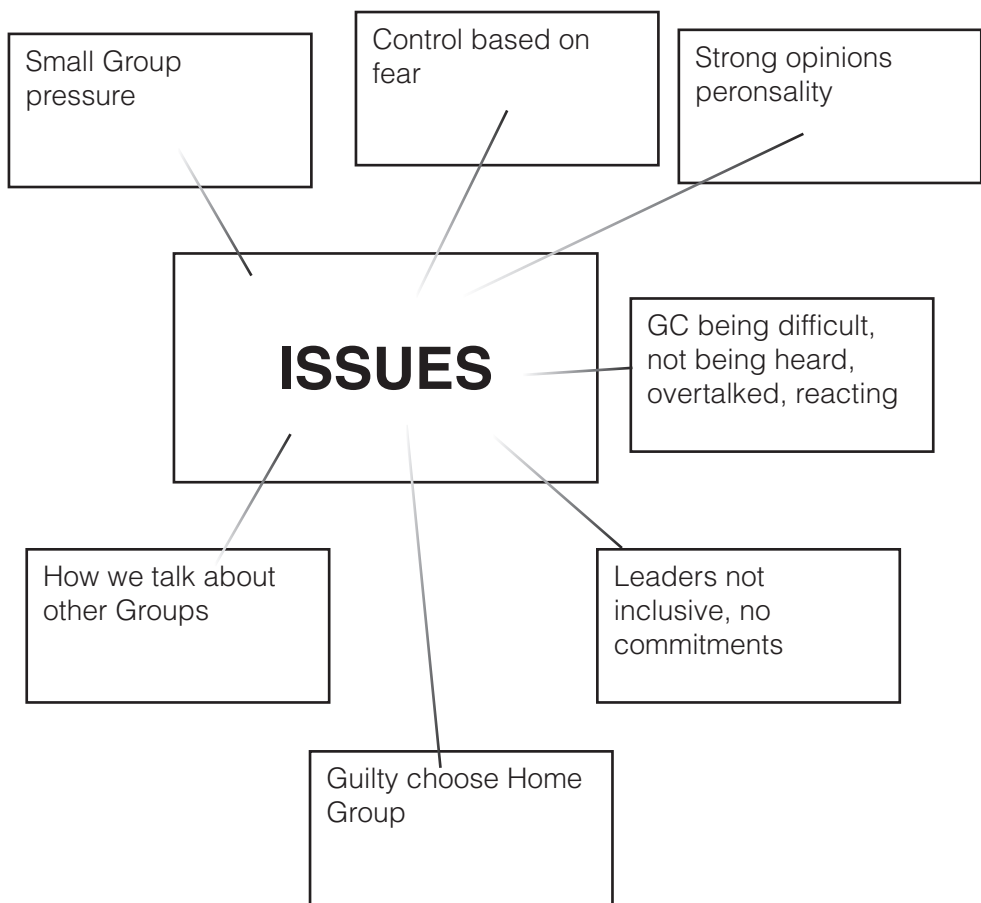 Small Group
pressure
Control based on
fear
Strong opinions
peronsality
ISSUES
GC being difficult,
not being heard,
overtalked, reacting
How we talk about
other Groups
Leaders not
inclusive, no
commitments
Guilty choose Home
Group